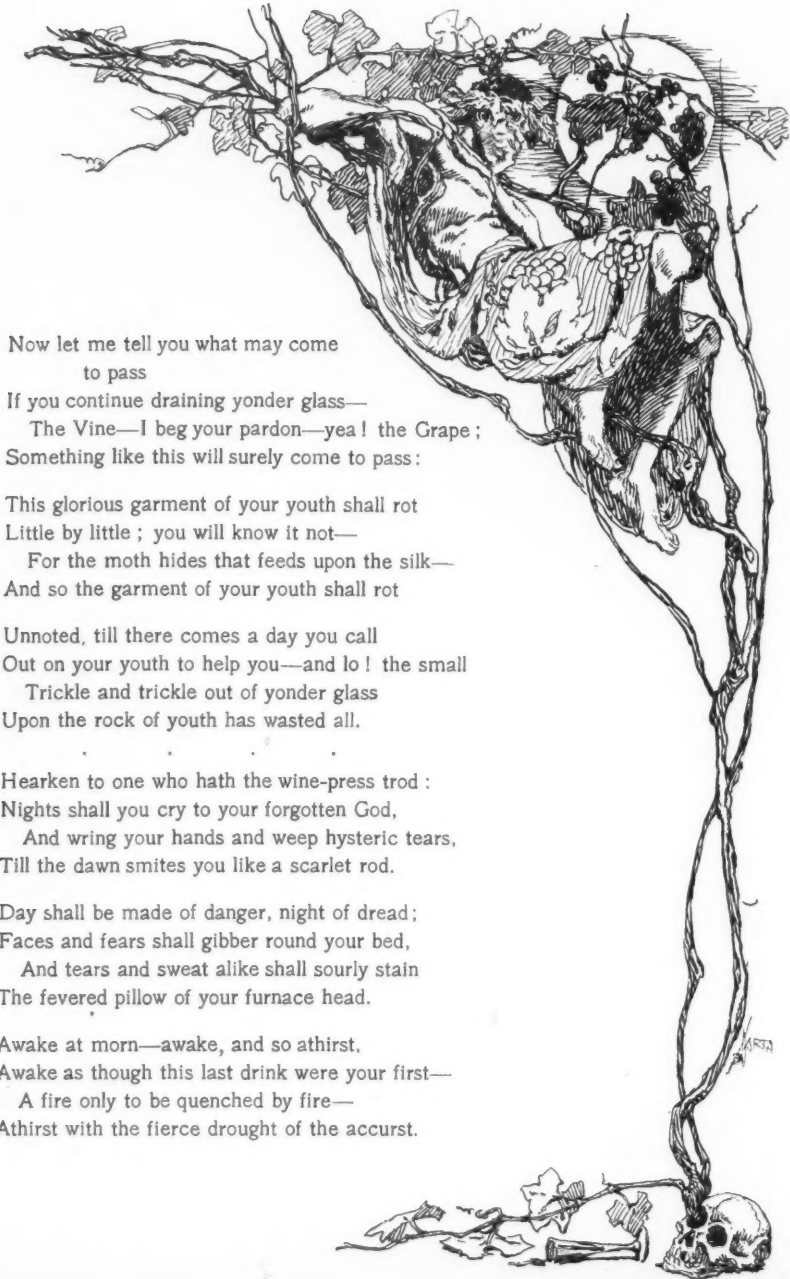 Now let me tell you what may come
to pass
If you continue draining yonder glass—
The Vine—I beg your pardon—yea! the Grape;
Something like this will surely come to pass:
This glorious garment of your youth shall rot
Little by little; you will know it not—
For the moth hides that feeds upon the silk—
And so the garment of your youth shall rot
Unnoted, till there comes a day you call
Out on your youth to help you—and lo! the small
Trickle and trickle out of yonder glass
Upon the rock of youth has wasted all.
. . . .
Hearken to one who hath the wine-press trod:
Nights shall you cry to your forgotten God,
And wring your hands and weep hysteric tears,
Till the dawn smites you like a scarlet rod.
Day shall be made of danger, night of dread;
Faces and fears shall gibber round your bed,
And tears and sweat alike shall sourly stain
The fevered pillow of your furnace head.
Awake at morn—awake, and so athirst,
Awake as though this last drink were your first—
A fire only to be quenched by fire—
Athirst with the fierce drought of the accurst.